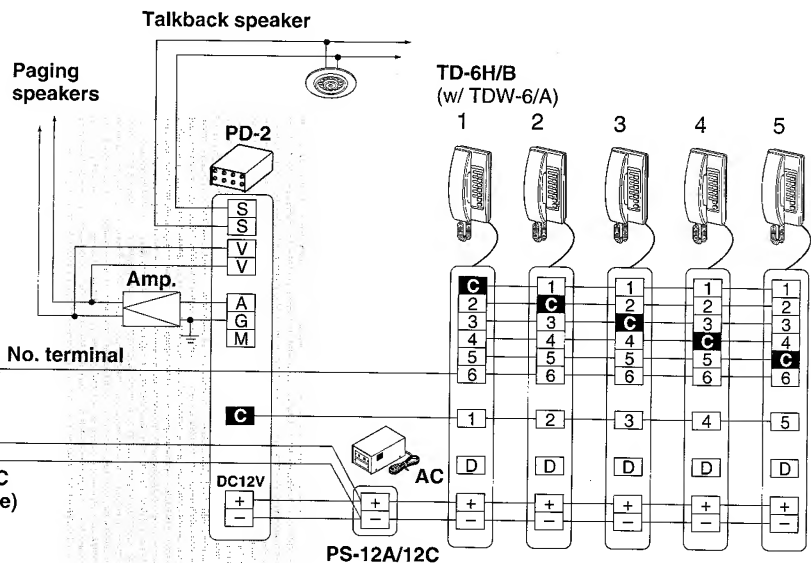 Talkback speaker
Paging
speakers
TD-6H/B
(w/ TDW-6/A)
1 2 3 4 5
PD-2
S
S
V
V
Amp.
A
G
M
No. terminal
C
DC12V
+
−
C
e)
AC
+
−
PS-12A/12C
C 1 1 1 1
2 C 2 2 2
3 3 C 3 3
4 4 4 C 4
5 5 5 5 C
6 6 6 6 6
1 2 3 4 5
D D D D D
+ + + + +
− − − − −